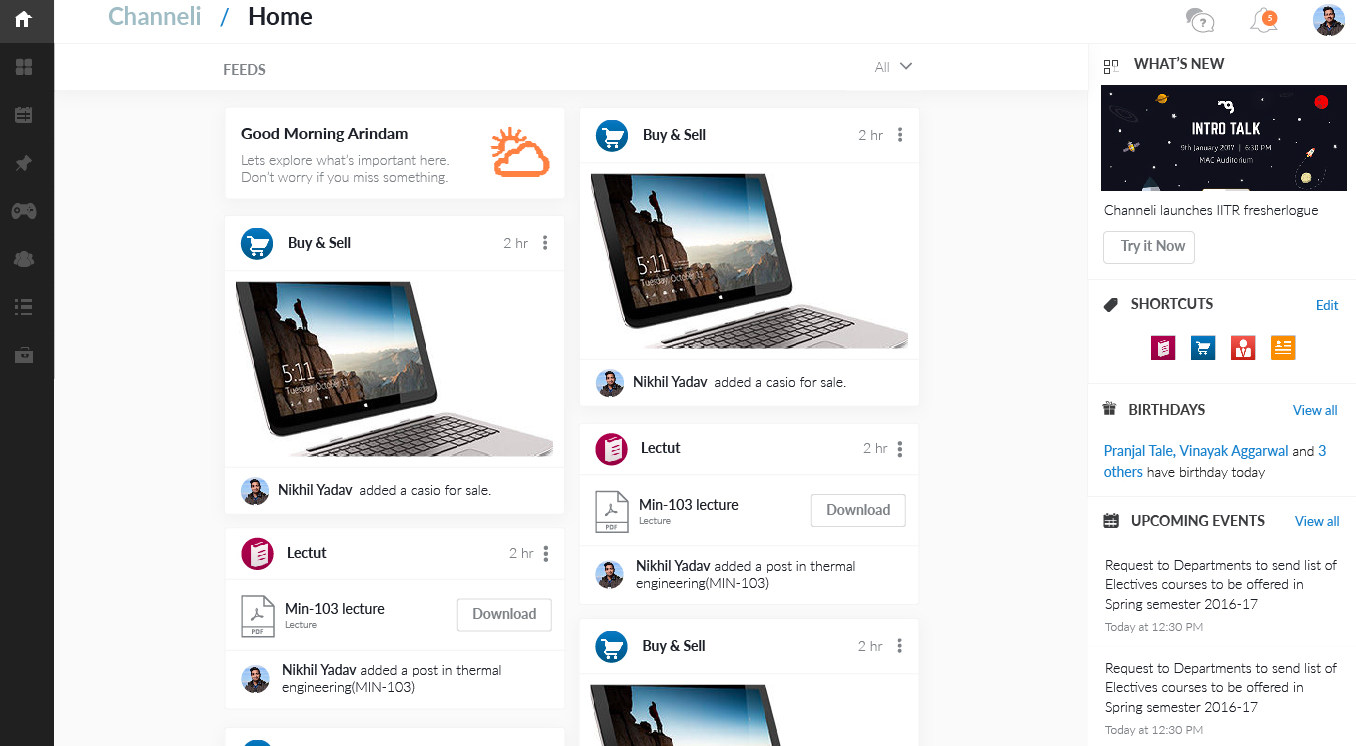 Channeli / Home
5
?
FEEDS
All
Good Morning Arindam
Lets explore what's important here.
Don't worry if you miss something.
Buy & Sell
2 hr
5:11
Tuesday, October 13
Nikhil Yadav added a casio for sale.
Lectut
2 hr
PDF
Min-103 lecture
Lecture
Download
Nikhil Yadav added a post in thermal
engineering(MIN-103)
Buy & Sell
2 hr
5:11
Tuesday, October 13
Nikhil Yadav added a casio for sale.
Lectut
2 hr
PDF
Min-103 lecture
Lecture
Download
Nikhil Yadav added a post in thermal
engineering(MIN-103)
Buy & Sell
2 hr
WHAT'S NEW
INTRO TALK
9th January 2017 | 6:30 PM
MAC Auditorium
Channeli launches IITR fresherlogue
Try it Now
SHORTCUTS
Edit
BIRTHDAYS
View all
Pranjal Tale, Vinayak Aggarwal and 3
others have birthday today
UPCOMING EVENTS
View all
Request to Departments to send list of
Electives courses to be offered in
Spring semester 2016-17
Today at 12:30 PM
Request to Departments to send list of
Electives courses to be offered in
Spring semester 2016-17
Today at 12:30 PM